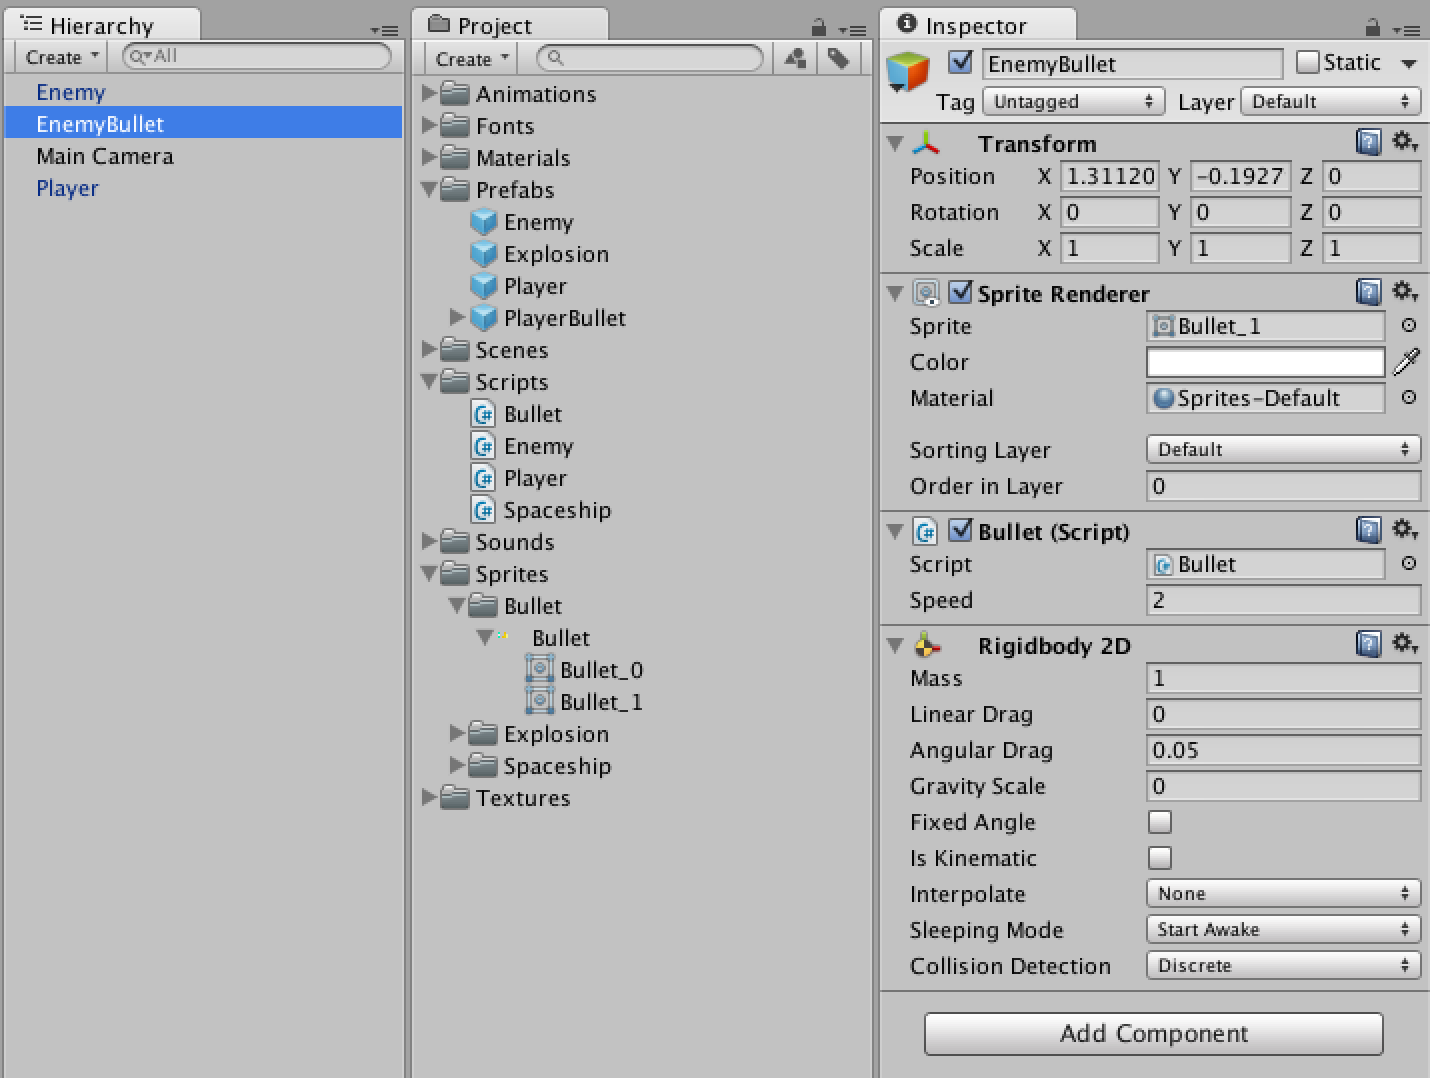 Hierarchy
Create
All
Enemy
EnemyBullet
Main Camera
Player
Project
Create
Animations
Fonts
Materials
Prefabs
Enemy
Explosion
Player
PlayerBullet
Scenes
Scripts
C# Bullet
C# Enemy
C# Player
C# Spaceship
Sounds
Sprites
Bullet
Bullet
Bullet_0
Bullet_1
Explosion
Spaceship
Textures
Inspector
EnemyBullet Static
Tag Untagged Layer Default
Transform
Position X 1.31120 Y -0.1927 Z 0
Rotation X 0 Y 0 Z 0
Scale X 1 Y 1 Z 1
Sprite Renderer
Sprite Bullet_1
Color
Material Sprites-Default
Sorting Layer Default
Order in Layer 0
C# Bullet (Script)
Script Bullet
Speed 2
Rigidbody 2D
Mass 1
Linear Drag 0
Angular Drag 0.05
Gravity Scale 0
Fixed Angle
Is Kinematic
Interpolate None
Sleeping Mode Start Awake
Collision Detection Discrete
Add Component